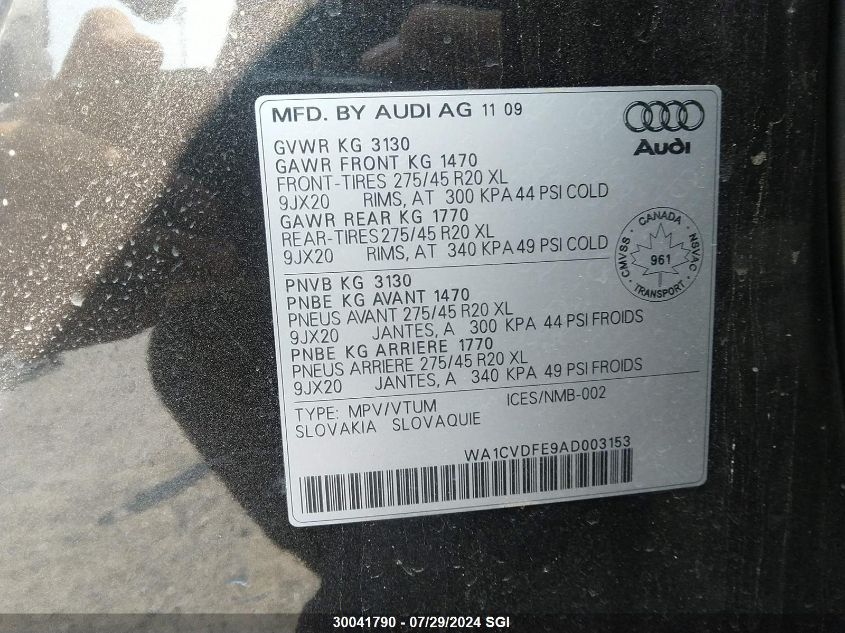 MFD. BY AUDI AG 11 09
Audi
GVWR KG 3130
GAWR FRONT KG 1470
FRONT-TIRES 275/45 R20 XL
9JX20 RIMS, AT 300 KPA 44 PSI COLD
GAWR REAR KG 1770
REAR-TIRES 275/45 R20 XL
9JX20 RIMS, AT 340 KPA 49 PSI COLD
CANADA
CMVSS 961 NSVAC
TRANSPORT
PNVB KG 3130
PNBE KG AVANT 1470
PNEUS AVANT 275/45 R20 XL
9JX20 JANTES, A 300 KPA 44 PSI FROIDS
PNBE KG ARRIERE 1770
PNEUS ARRIERE 275/45 R20 XL
9JX20 JANTES, A 340 KPA 49 PSI FROIDS
TYPE: MPV/VTUM ICES/NMB-002
SLOVAKIA SLOVAQUIE
WA1CVDFE9AD003153
30041790 - 07/29/2024 SGI